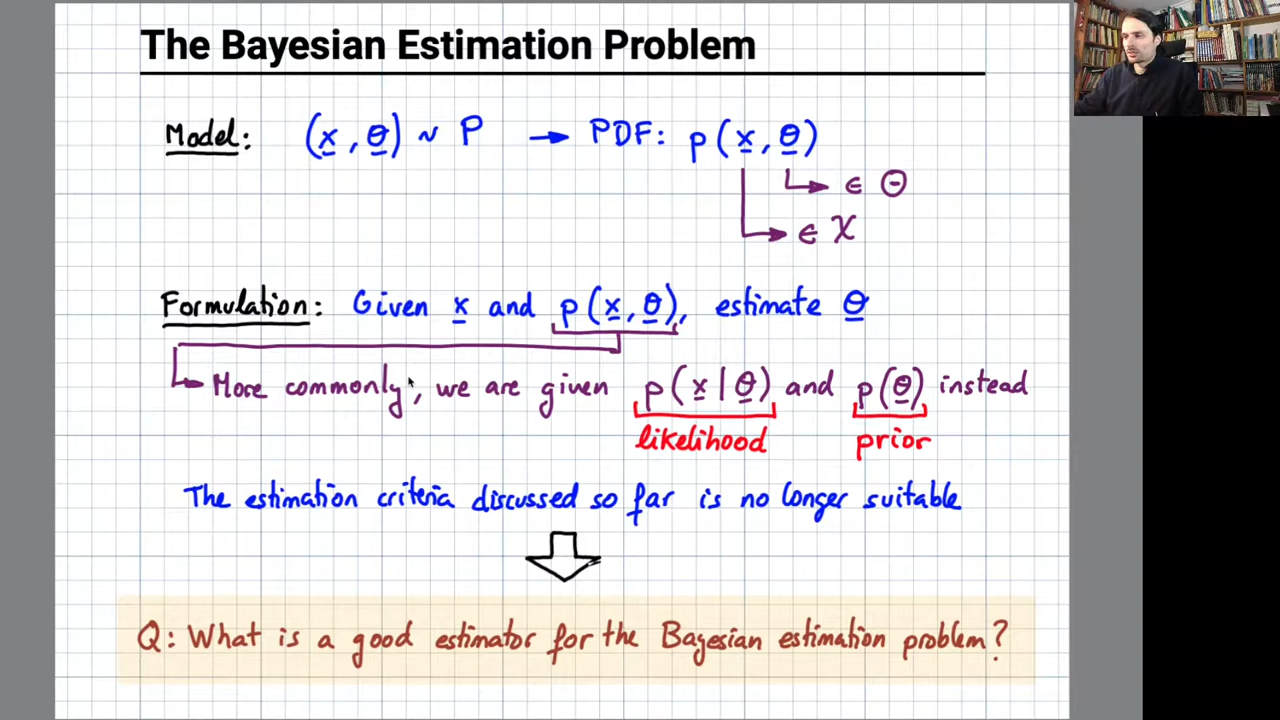 The Bayesian Estimation Problem
Model: (x, θ) ~ P → PDF: p(x, θ)
∈ Θ
∈ X
Formulation: Given x and p(x, θ), estimate θ
More commonly, we are given p(x|θ) and p(θ) instead
likelihood prior
The estimation criteria discussed so far is no longer suitable
Q: What is a good estimator for the Bayesian estimation problem?